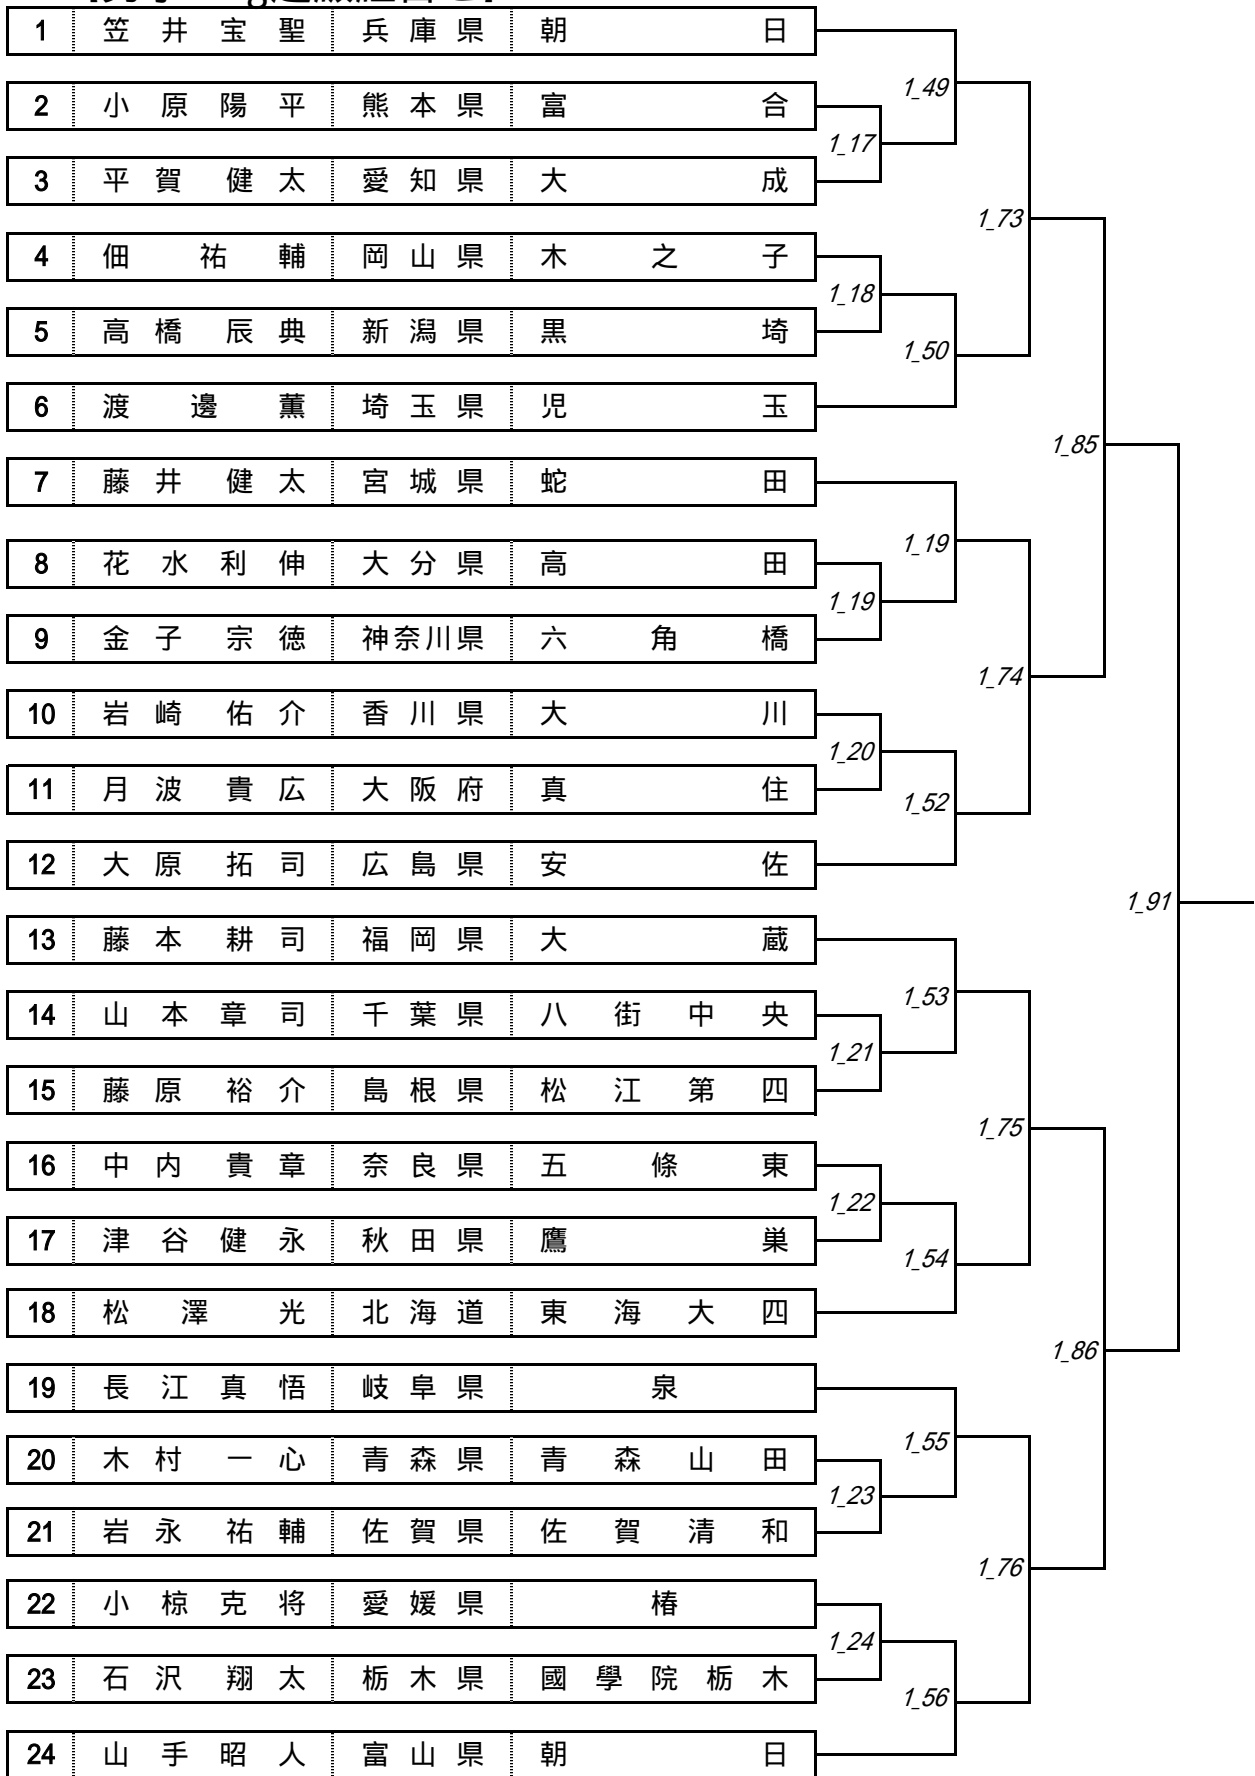 1 笠井宝聖 兵庫県 朝日
1_49
2 小原陽平 熊本県 富合
1_17
3 平賀健太 愛知県 大成
1_73
4 佃祐輔 岡山県 木之子
1_18
5 高橋辰典 新潟県 黒埼
1_50
6 渡邊薫 埼玉県 児玉
1_85
7 藤井健太 宮城県 蛇田
1_19
8 花水利伸 大分県 高田
1_19
9 金子宗徳 神奈川県 六角橋
1_74
10 岩崎佑介 香川県 大川
1_20
11 月波貴広 大阪府 真住
1_52
12 大原拓司 広島県 安佐
1_91
13 藤本耕司 福岡県 大蔵
1_53
14 山本章司 千葉県 八街中央
1_21
15 藤原裕介 島根県 松江第四
1_75
16 中内貴章 奈良県 五條東
1_22
17 津谷健永 秋田県 鷹巣
1_54
18 松澤光 北海道 東海大四
1_86
19 長江真悟 岐阜県 泉
1_55
20 木村一心 青森県 青森山田
1_23
21 岩永祐輔 佐賀県 佐賀清和
1_76
22 小椋克将 愛媛県 椿
1_24
23 石沢翔太 栃木県 國學院栃木
1_56
24 山手昭人 富山県 朝日